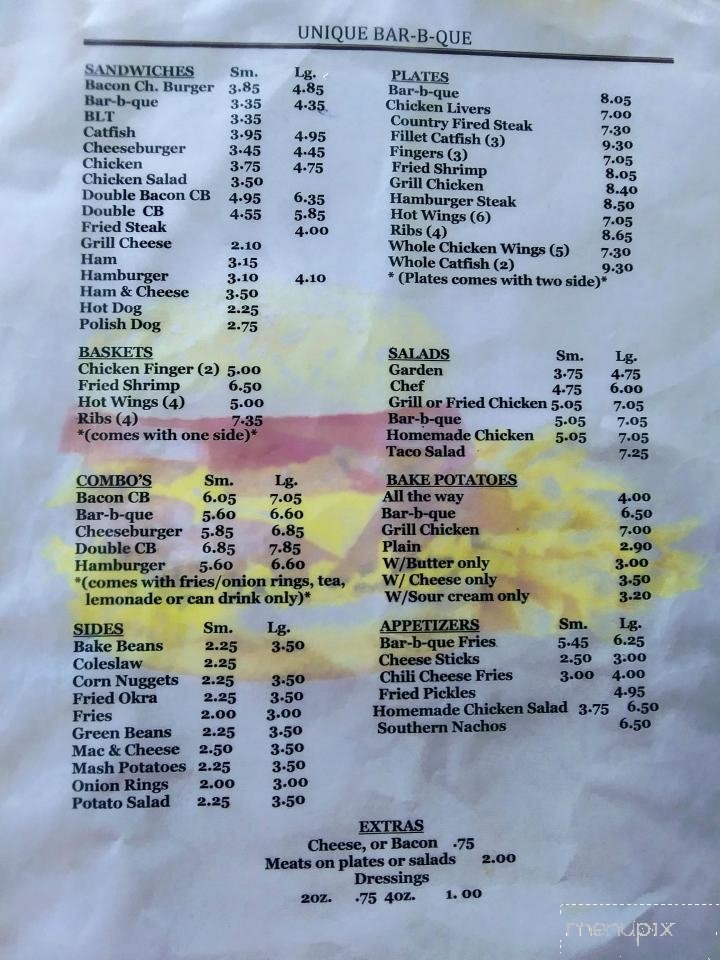 UNIQUE BAR-B-QUE
SANDWICHES Sm. Lg.
Bacon Ch. Burger 3.85 4.85
Bar-b-que 3.35 4.35
BLT 3.35
Catfish 3.95 4.95
Cheeseburger 3.45 4.45
Chicken 3.75 4.75
Chicken Salad 3.50
Double Bacon CB 4.95 6.35
Double CB 4.55 5.85
Fried Steak 4.00
Grill Cheese 2.10
Ham 3.15
Hamburger 3.10 4.10
Ham & Cheese 3.50
Hot Dog 2.25
Polish Dog 2.75
PLATES
Bar-b-que 8.05
Chicken Livers 7.00
Country Fired Steak 7.30
Fillet Catfish (3) 9.30
Fingers (3) 7.05
Fried Shrimp 8.05
Grill Chicken 8.40
Hamburger Steak 8.50
Hot Wings (6) 7.05
Ribs (4) 8.65
Whole Chicken Wings (5) 7.30
Whole Catfish (2) 9.30
* (Plates comes with two side)*
BASKETS
Chicken Finger (2) 5.00
Fried Shrimp 6.50
Hot Wings (4) 5.00
Ribs (4) 7.35
*(comes with one side)*
SALADS Sm. Lg.
Garden 3.75 4.75
Chef 4.75 6.00
Grill or Fried Chicken 5.05 7.05
Bar-b-que 5.05 7.05
Homemade Chicken 5.05 7.05
Taco Salad 7.25
COMBO'S Sm. Lg.
Bacon CB 6.05 7.05
Bar-b-que 5.60 6.60
Cheeseburger 5.85 6.85
Double CB 6.85 7.85
Hamburger 5.60 6.60
*(comes with fries/onion rings, tea,
lemonade or can drink only)*
BAKE POTATOES
All the way 4.00
Bar-b-que 6.50
Grill Chicken 7.00
Plain 2.90
W/Butter only 3.00
W/ Cheese only 3.50
W/Sour cream only 3.20
SIDES Sm. Lg.
Bake Beans 2.25 3.50
Coleslaw 2.25
Corn Nuggets 2.25 3.50
Fried Okra 2.25 3.50
Fries 2.00 3.00
Green Beans 2.25 3.50
Mac & Cheese 2.50 3.50
Mash Potatoes 2.25 3.50
Onion Rings 2.00 3.00
Potato Salad 2.25 3.50
APPETIZERS Sm. Lg.
Bar-b-que Fries 5.45 6.25
Cheese Sticks 2.50 3:00
Chili Cheese Fries 3.00 4.00
Fried Pickles 4.95
Homemade Chicken Salad 3.75 6.50
Southern Nachos 6.50
EXTRAS
Cheese, or Bacon .75
Meats on plates or salads 2.00
Dressings
2oz. .75 4oz. 1. 00
menupix